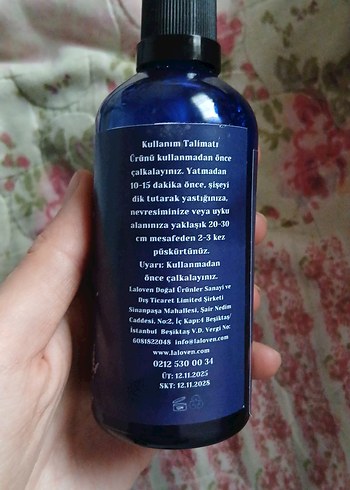 Kullanım Talimatı
Ürünü kullanmadan önce
çalkalayınız. Yatmadan
10-15 dakika önce, şişeyi
dik tutarak yastığınıza,
nevresiminize veya uyku
alanınıza yaklaşık 20-30
cm mesafeden 2-3 kez
püskürtünüz.
Uyarı: Kullanmadan
önce çalkalayınız.
Laloven Doğal Ürünler Sanayi ve
Dış Ticaret Limited Şirketi
Sinanpaşa Mahallesi, Şair Nedim
Caddesi, No:2, İç Kapı:4 Beşiktaş/
İstanbul Beşiktaş V.D. Vergi No:
6081822048 info@laloven.com
www.laloven.com
0212 530 00 34
ÜT: 12.11.2025
SKT: 12.11.2028